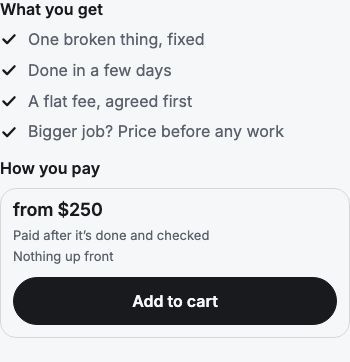 What you get
One broken thing, fixed
Done in a few days
A flat fee, agreed first
Bigger job? Price before any work
How you pay
from $250
Paid after it’s done and checked
Nothing up front
Add to cart